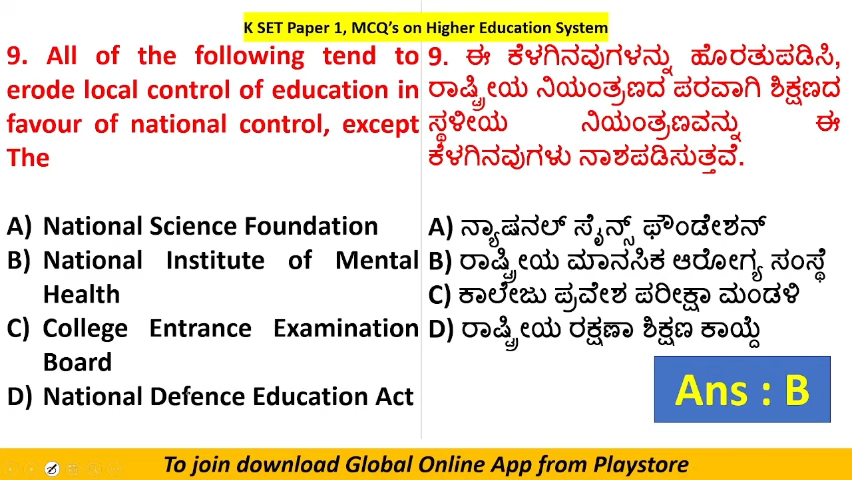 K SET Paper 1, MCQ's on Higher Education System
9. All of the following tend to
erode local control of education in
favour of national control, except
The
A) National Science Foundation
B) National Institute of Mental
Health
C) College Entrance Examination
Board
D) National Defence Education Act
9. ಈ ಕೆಳಗಿನವುಗಳನ್ನು ಹೊರತುಪಡಿಸಿ,
ರಾಷ್ಟ್ರೀಯ ನಿಯಂತ್ರಣದ ಪರವಾಗಿ ಶಿಕ್ಷಣದ
ಸ್ಥಳೀಯ ನಿಯಂತ್ರಣವನ್ನು ಈ
ಕೆಳಗಿನವುಗಳು ನಾಶಪಡಿಸುತ್ತವೆ.
A) ನ್ಯಾಷನಲ್ ಸೈನ್ಸ್ ಫೌಂಡೇಶನ್
B) ರಾಷ್ಟ್ರೀಯ ಮಾನಸಿಕ ಆರೋಗ್ಯ ಸಂಸ್ಥೆ
C) ಕಾಲೇಜು ಪ್ರವೇಶ ಪರೀಕ್ಷಾ ಮಂಡಳಿ
D) ರಾಷ್ಟ್ರೀಯ ರಕ್ಷಣಾ ಶಿಕ್ಷಣ ಕಾಯ್ದೆ
Ans : B
To join download Global Online App from Playstore